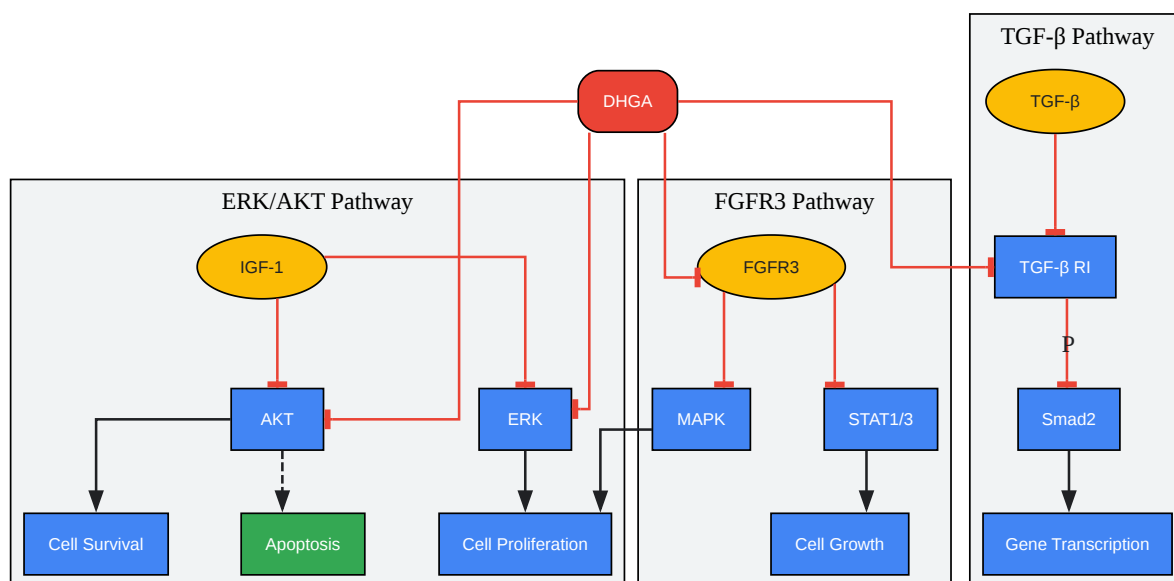 TGF-β Pathway
DHGA
TGF-β
ERK/AKT Pathway
FGFR3 Pathway
IGF-1
FGFR3
TGF-β RI
P
AKT
ERK
MAPK
STAT1/3
Smad2
Cell Survival
Apoptosis
Cell Proliferation
Cell Growth
Gene Transcription